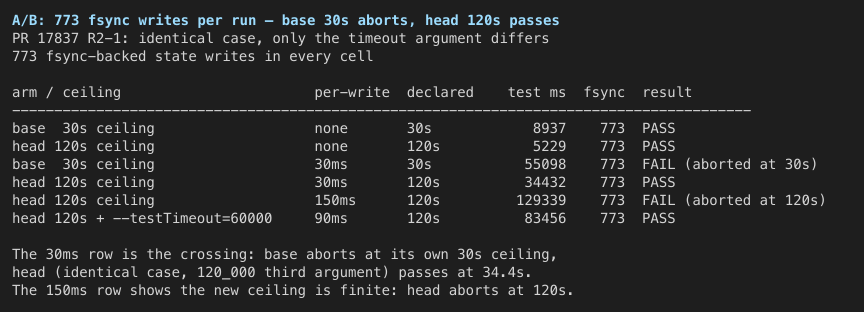 A/B: 773 fsync writes per run — base 30s aborts, head 120s passes
PR 17837 R2-1: identical case, only the timeout argument differs
773 fsync-backed state writes in every cell
arm / ceiling per-write declared test ms fsync result
base 30s ceiling none 30s 8937 773 PASS
head 120s ceiling none 120s 5229 773 PASS
base 30s ceiling 30ms 30s 55098 773 FAIL (aborted at 30s)
head 120s ceiling 30ms 120s 34432 773 PASS
head 120s ceiling 150ms 120s 129339 773 FAIL (aborted at 120s)
head 120s + --testTimeout=60000 90ms 120s 83456 773 PASS
The 30ms row is the crossing: base aborts at its own 30s ceiling,
head (identical case, 120_000 third argument) passes at 34.4s.
The 150ms row shows the new ceiling is finite: head aborts at 120s.